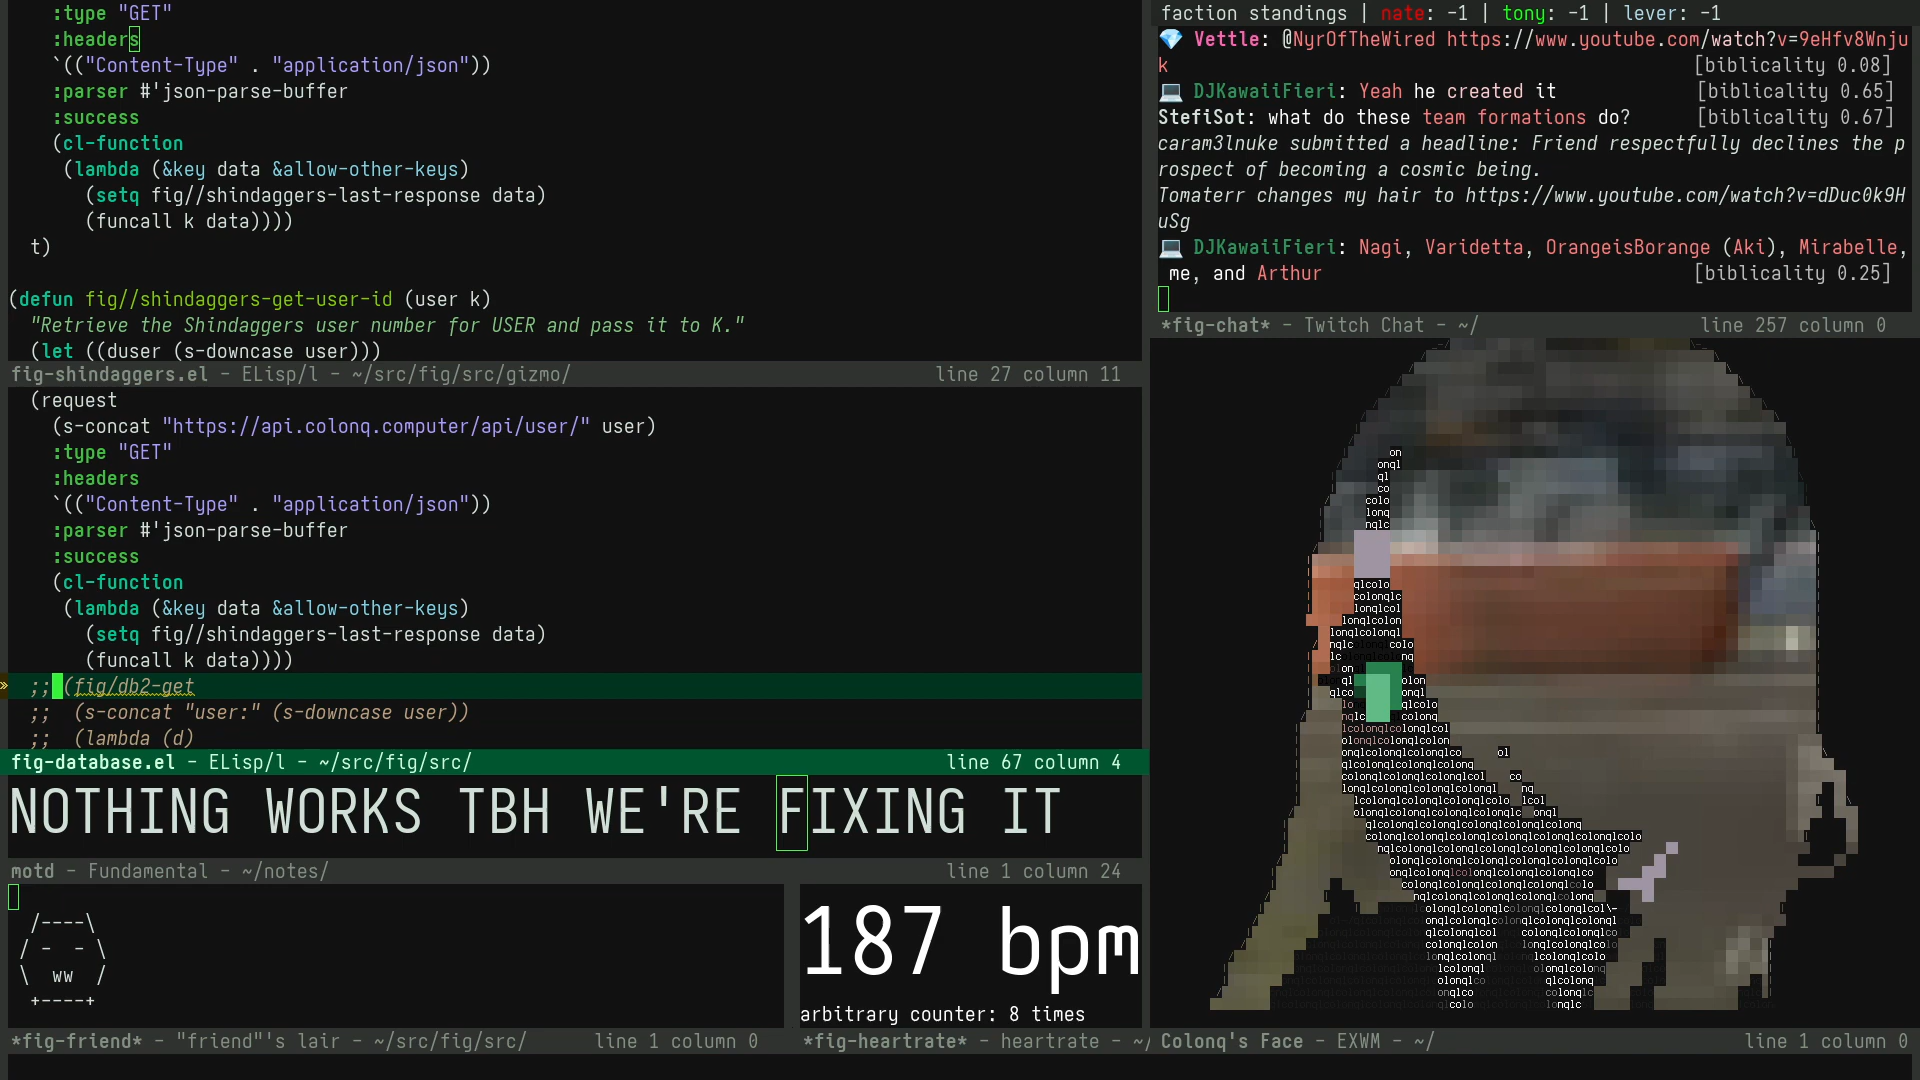 :type "GET"
:headers
`(("Content-Type" . "application/json"))
:parser #'json-parse-buffer
:success
(cl-function
(lambda (&key data &allow-other-keys)
(setq fig//shindaggers-last-response data)
(funcall k data))))
t)
(defun fig//shindaggers-get-user-id (user k)
"Retrieve the Shindaggers user number for USER and pass it to K."
(let ((duser (s-downcase user)))
fig-shindaggers.el - ELisp/l - ~/src/fig/src/gizmo/ line 27 column 11
(request
(s-concat "https://api.colonq.computer/api/user/" user)
:type "GET"
:headers
`(("Content-Type" . "application/json"))
:parser #'json-parse-buffer
:success
(cl-function
(lambda (&key data &allow-other-keys)
(setq fig//shindaggers-last-response data)
(funcall k data))))
;; (fig/db2-get
;; (s-concat "user:" (s-downcase user))
;; (lambda (d)
fig-database.el - ELisp/l - ~/src/fig/src/ line 67 column 4
NOTHING WORKS TBH WE'RE FIXING IT
motd - Fundamental - ~/notes/ line 1 column 24
/----\
/ - - \
\ ww /
+----+
*fig-friend* - "friend"'s lair - ~/src/fig/src/ line 1 column 0
187 bpm
arbitrary counter: 8 times
*fig-heartrate* - heartrate - ~/
faction standings | nate: -1 | tony: -1 | lever: -1
💎 Vettle: @NyrOfTheWired https://www.youtube.com/watch?v=9eHfv8Wnju
k [biblicality 0.08]
💻 DJKawaiiFieri: Yeah he created it [biblicality 0.65]
StefiSot: what do these team formations do? [biblicality 0.67]
caram3lnuke submitted a headline: Friend respectfully declines the p
rospect of becoming a cosmic being.
Tomaterr changes my hair to https://www.youtube.com/watch?v=dDuc0k9H
uSg
💻 DJKawaiiFieri: Nagi, Varidetta, OrangeisBorange (Aki), Mirabelle,
me, and Arthur [biblicality 0.25]
*fig-chat* - Twitch Chat - ~/ line 257 column 0
Colonq's Face - EXWM - ~/ line 1 column 0